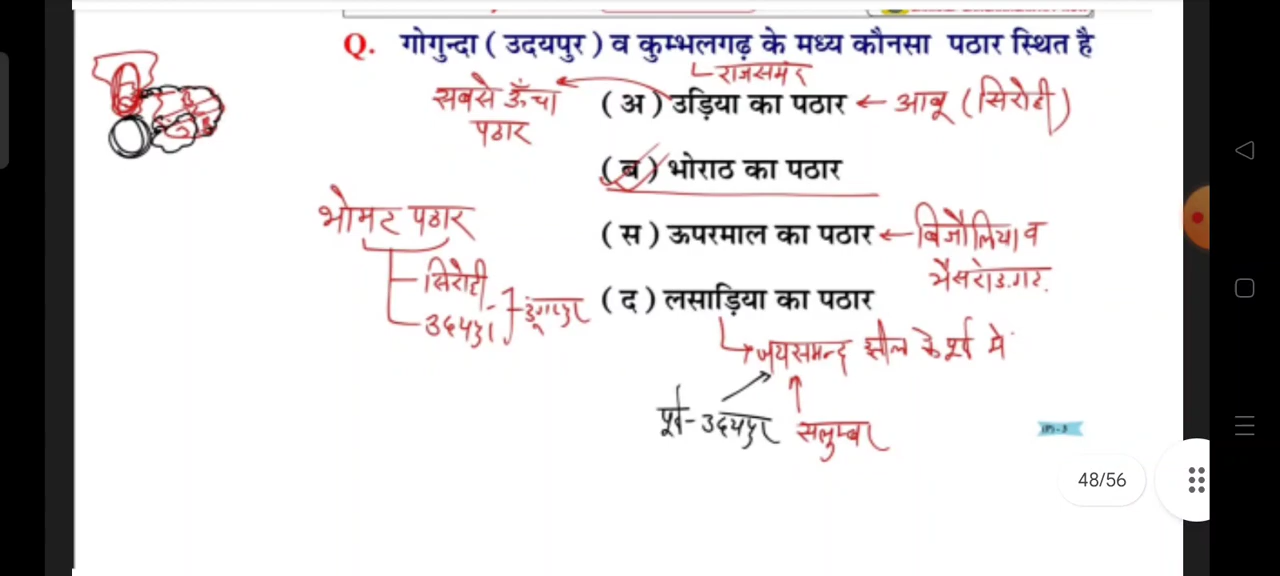 Q. गोगुन्दा ( उदयपुर ) व कुम्भलगढ़ के मध्य कौनसा पठार स्थित है
राजसमंद
सबसे ऊँचा
पठार
( अ ) उड़िया का पठार ← आबू (सिरोही)
( ब ) भोराठ का पठार
भोमट पठार
सिरोही
उदयपुर
डूंगरपुर
( स ) ऊपरमाल का पठार ← बिजौलिया व
भैंसरोड़गढ़
( द ) लसाड़िया का पठार
जयसमन्द झील के पूर्व में
पूर्व - उदयपुर
सलुम्बर
48/56